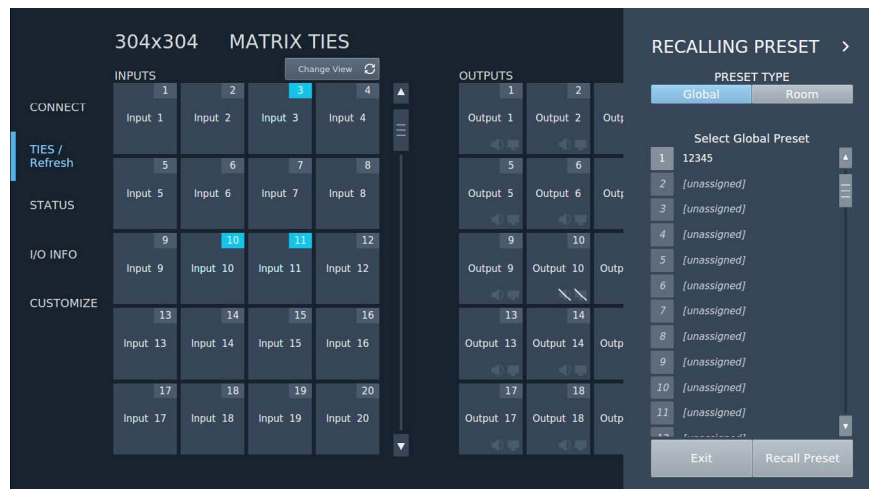 304x304 MATRIX TIES
INPUTS
Change View
CONNECT
TIES /
Refresh
STATUS
I/O INFO
CUSTOMIZE
1 2 3 4
Input 1 Input 2 Input 3 Input 4
5 6 7 8
Input 5 Input 6 Input 7 Input 8
9 10 11 12
Input 9 Input 10 Input 11 Input 12
13 14 15 16
Input 13 Input 14 Input 15 Input 16
17 18 19 20
Input 17 Input 18 Input 19 Input 20
OUTPUTS
1 2
Output 1 Output 2 Outp
5 6
Output 5 Output 6 Outp
9 10
Output 9 Output 10 Outp
13 14
Output 13 Output 14 Outp
17 18
Output 17 Output 18 Outp
RECALLING PRESET >
PRESET TYPE
Global Room
Select Global Preset
1 12345
2 [unassigned]
3 [unassigned]
4 [unassigned]
5 [unassigned]
6 [unassigned]
7 [unassigned]
8 [unassigned]
9 [unassigned]
10 [unassigned]
11 [unassigned]
Exit Recall Preset